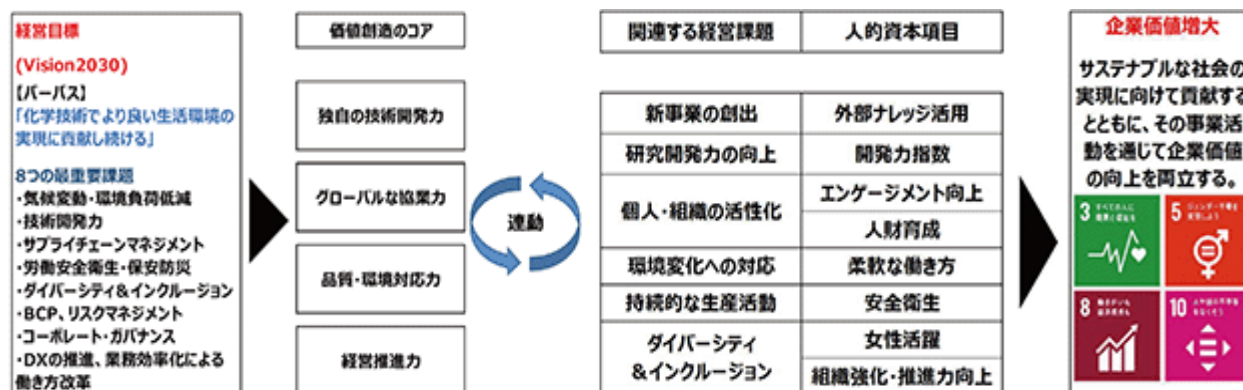 経営目標
(Vision2030)
【パーパス】
「化学技術でより良い生活環境の
実現に貢献し続ける」
8つの最重要課題
・気候変動・環境負荷低減
・技術開発力
・サプライチェーンマネジメント
・労働安全衛生・保安防災
・ダイバーシティ&インクルージョン
・BCP、リスクマネジメント
・コーポレート・ガバナンス
・DXの推進、業務効率化による
働き方改革
価値創造のコア
独自の技術開発力
グローバルな協業力
品質・環境対応力
経営推進力
連動
関連する経営課題
人的資本項目
新事業の創出
外部ナレッジ活用
研究開発力の向上
開発力指数
個人・組織の活性化
エンゲージメント向上
人財育成
環境変化への対応
柔軟な働き方
持続的な生産活動
安全衛生
ダイバーシティ
&インクルージョン
女性活躍
組織強化・推進力向上
企業価値増大
サステナブルな社会の
実現に向けて貢献する
とともに、その事業活
動を通じて企業価値
の向上を両立する。
3
5
8
10